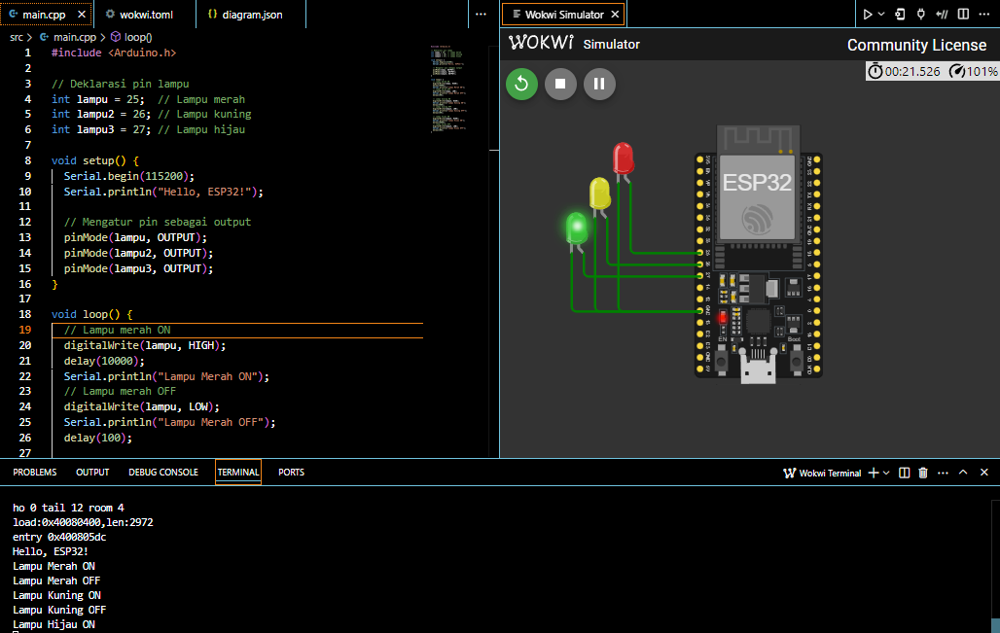 main.cpp wokwi.toml {} diagram.json ...
src > main.cpp > loop()
1 #include <Arduino.h>
2
3 // Deklarasi pin lampu
4 int lampu = 25; // Lampu merah
5 int lampu2 = 26; // Lampu kuning
6 int lampu3 = 27; // Lampu hijau
7
8 void setup() {
9 Serial.begin(115200);
10 Serial.println("Hello, ESP32!");
11
12 // Mengatur pin sebagai output
13 pinMode(lampu, OUTPUT);
14 pinMode(lampu2, OUTPUT);
15 pinMode(lampu3, OUTPUT);
16 }
17
18 void loop() {
19 // Lampu merah ON
20 digitalWrite(lampu, HIGH);
21 delay(10000);
22 Serial.println("Lampu Merah ON");
23 // Lampu merah OFF
24 digitalWrite(lampu, LOW);
25 Serial.println("Lampu Merah OFF");
26 delay(100);
27
Wokwi Simulator
WOKWi Simulator Community License
00:21.526 101%
ESP32
EN Boot
PROBLEMS OUTPUT DEBUG CONSOLE TERMINAL PORTS Wokwi Terminal
ho 0 tail 12 room 4
load:0x40080400,len:2972
entry 0x400805dc
Hello, ESP32!
Lampu Merah ON
Lampu Merah OFF
Lampu Kuning ON
Lampu Kuning OFF
Lampu Hijau ON